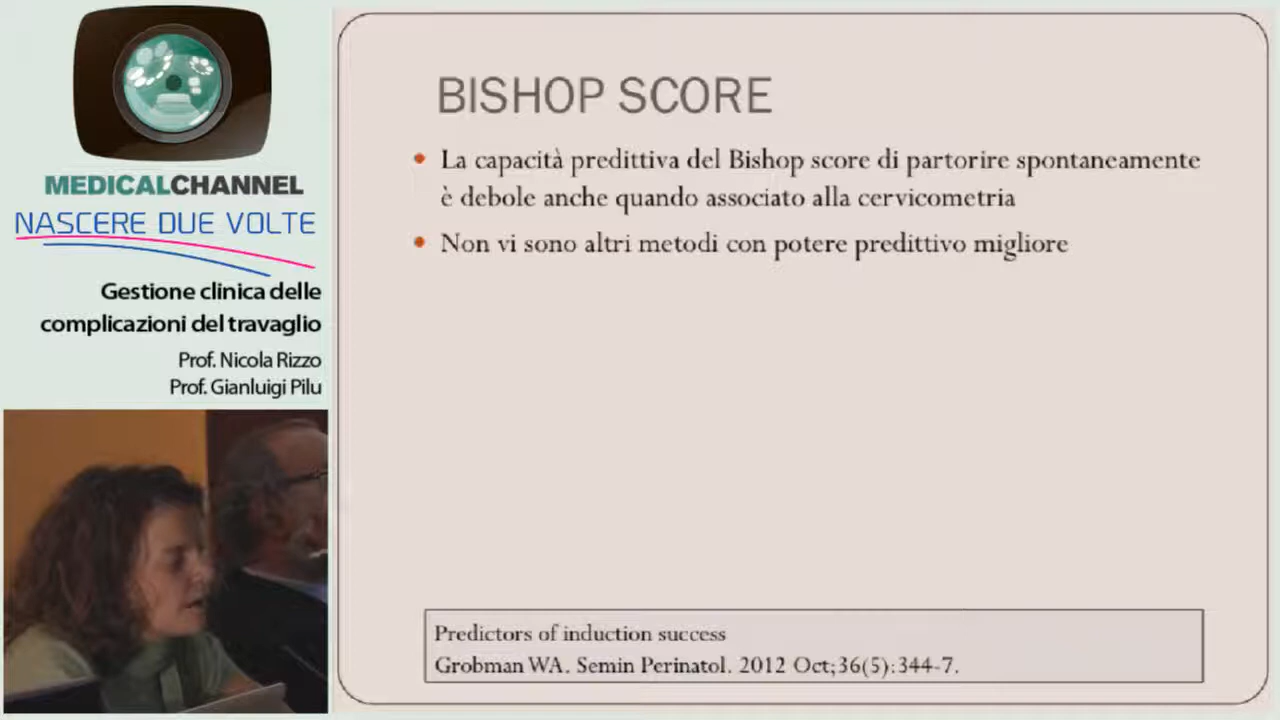 MEDICALCHANNEL
NASCERE DUE VOLTE
Gestione clinica delle
complicazioni del travaglio
Prof. Nicola Rizzo
Prof. Gianluigi Pilu
BISHOP SCORE
• La capacità predittiva del Bishop score di partorire spontaneamente
è debole anche quando associato alla cervicometria
• Non vi sono altri metodi con potere predittivo migliore
Predictors of induction success
Grobman WA. Semin Perinatol. 2012 Oct;36(5):344-7.